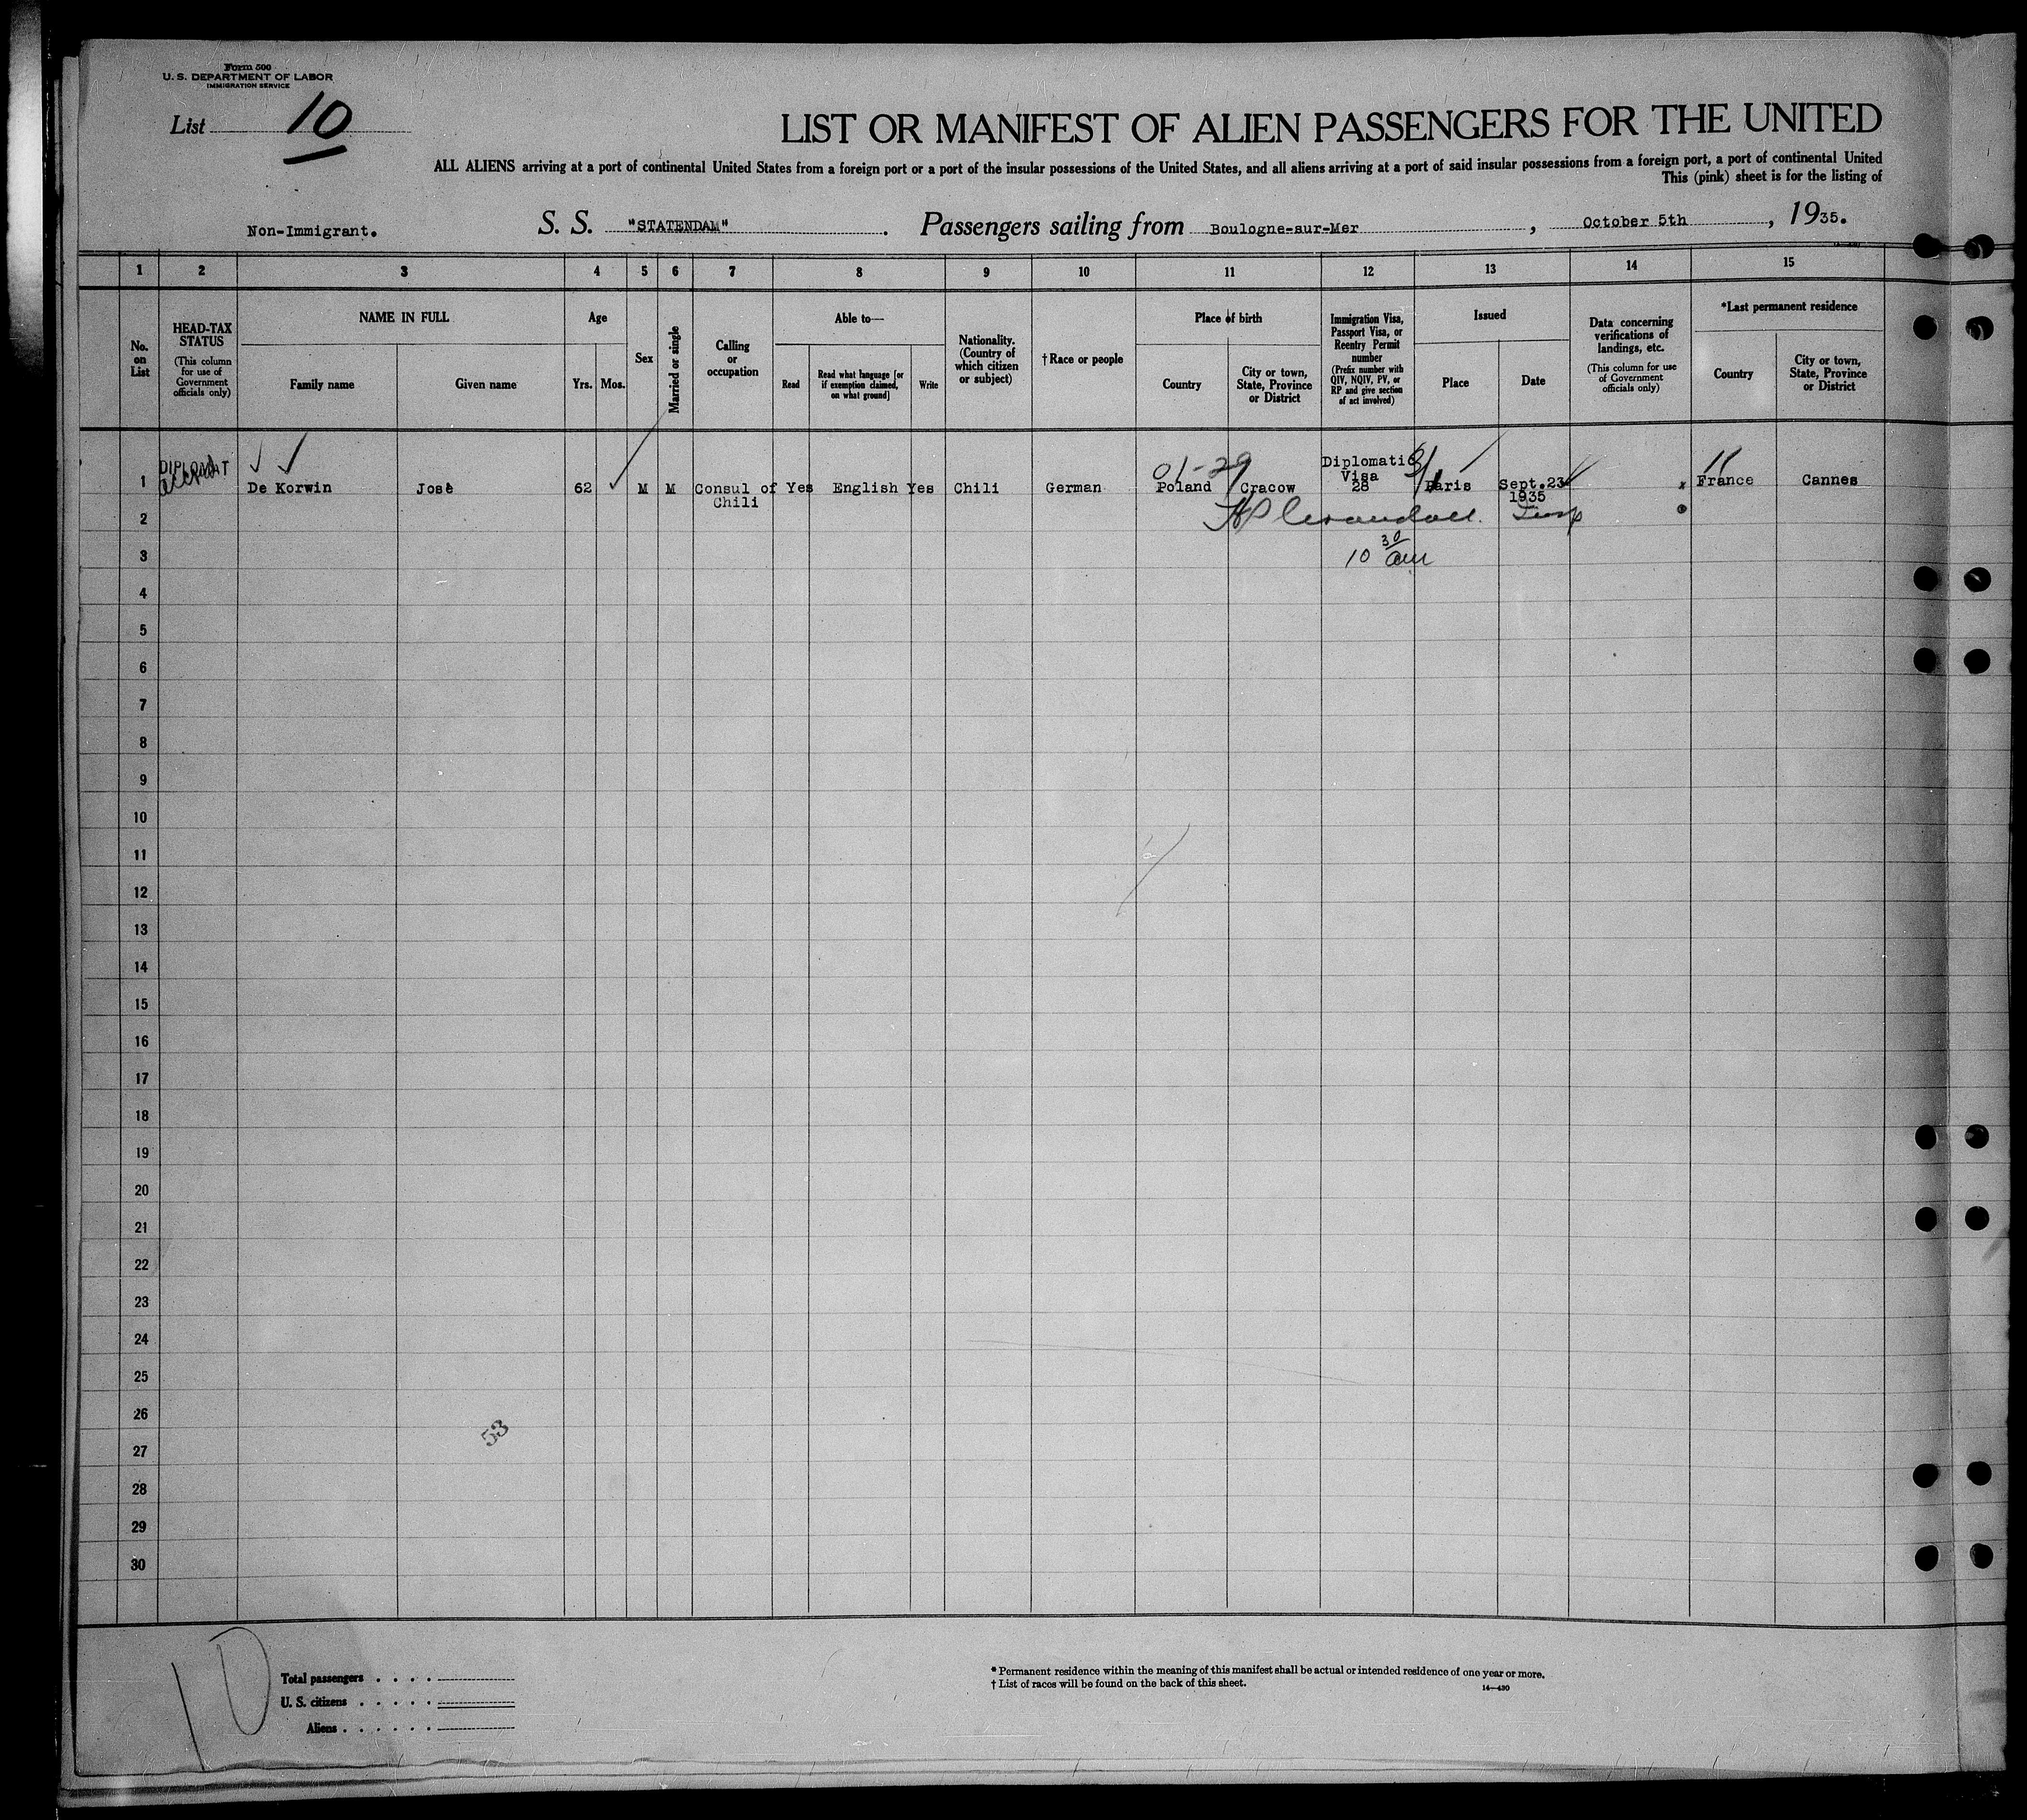 Form 500
U. S. DEPARTMENT OF LABOR
IMMIGRATION SERVICE
List 10
LIST OR MANIFEST OF ALIEN PASSENGERS FOR THE UNITED
ALL ALIENS arriving at a port of continental United States from a foreign port or a port of the insular possessions of the United States, and all aliens arriving at a port of said insular possessions from a foreign port, a port of continental United
This (pink) sheet is for the listing of
Non-Immigrant. S. S. "STATENDAM". Passengers sailing from Boulogne-sur-Mer, October 5th, 1935.
1 2 3 4 5 6 7 8 9 10 11 12 13 14 15
No. on List
HEAD-TAX STATUS (This column for use of Government officials only)
NAME IN FULL
Family name Given name
Age
Yrs. Mos.
Sex
Married or single
Calling or occupation
Able to—
Read
Read what language [or if exemption claimed, on what ground]
Write
Nationality. (Country of which citizen or subject)
†Race or people
Place of birth
Country
City or town, State, Province or District
Immigration Visa, Passport Visa, or Reentry Permit number (Prefix number with QIV, NQIV, PV, or RP and give section of act involved)
Issued
Place Date
Data concerning verifications of landings, etc. (This column for use of Government officials only)
*Last permanent residence
Country
City or town, State, Province or District
1 DIPLOMAT De Korwin Josè 62 M M Consul of Chili Yes English Yes Chili German Poland Cracow Diplomatic Visa 28 Paris Sept.23 1935 x France Cannes
2
3 10 30 am
4
5
6
7
8
9
10
11
12
13
14
15
16
17
18
19
20
21
22
23
24
25
26
27
28
29
30
53
10
Total passengers
U. S. citizens
Aliens
* Permanent residence within the meaning of this manifest shall be actual or intended residence of one year or more.
† List of races will be found on the back of this sheet.
14—430